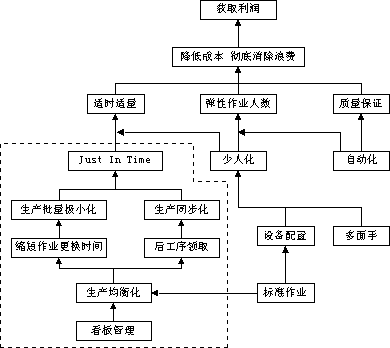 获取利润
降低成本 彻底消除浪费
适时适量
弹性作业人数
质量保证
Just In Time
少人化
自动化
生产批量极小化
生产同步化
缩短作业更换时间
后工序领取
设备配置
多面手
生产均衡化
标准作业
看板管理